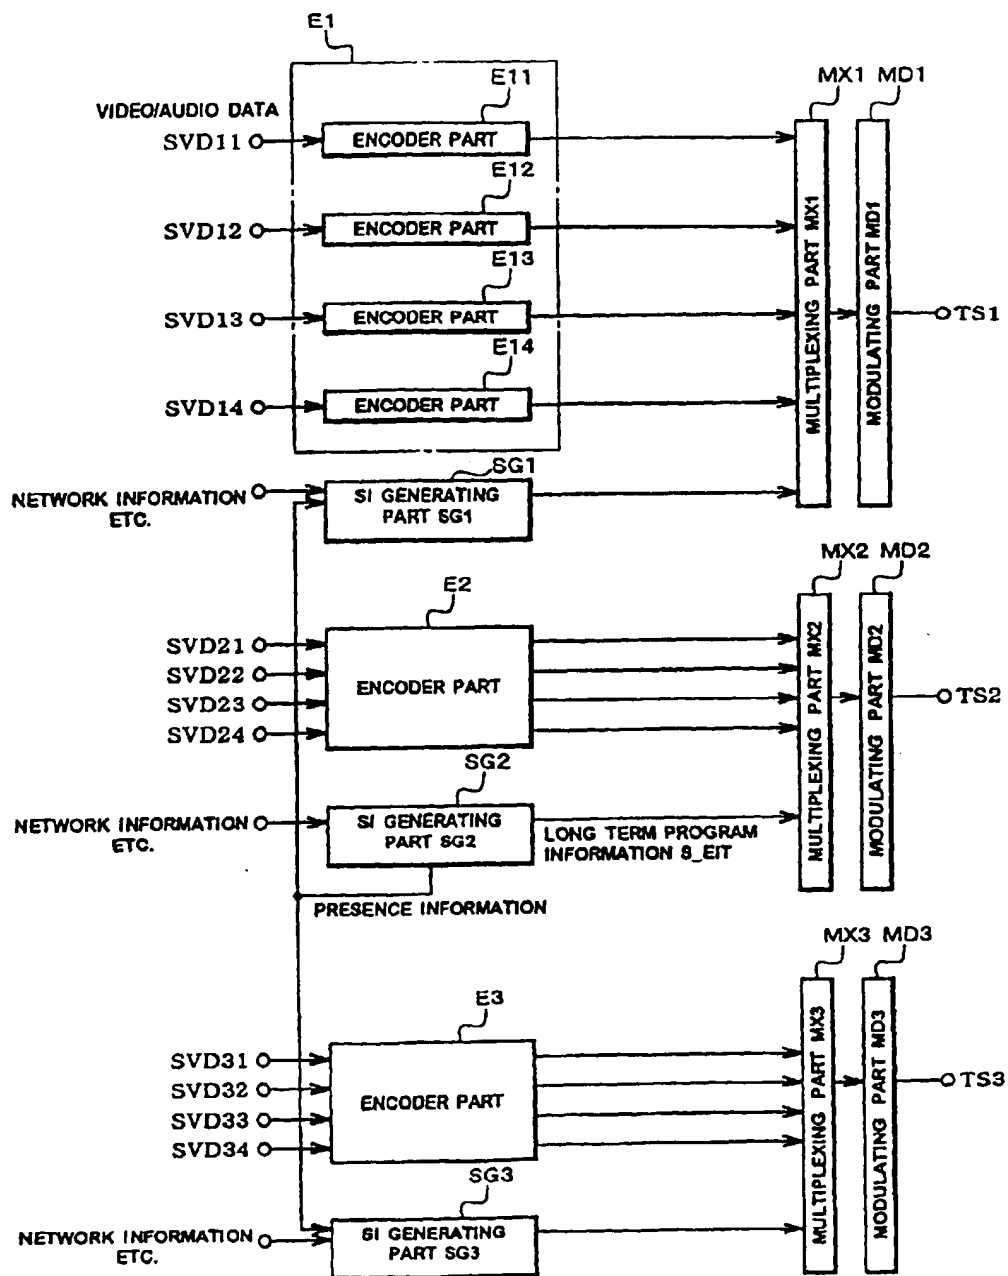 E1
E11
MX1 MD1
VIDEO/AUDIO DATA
SVD11
ENCODER PART
E12
SVD12
ENCODER PART
E13
SVD13
ENCODER PART
E14
SVD14
ENCODER PART
MULTIPLEXING PART MX1
MODULATING PART MD1
TS1
SG1
NETWORK INFORMATION
ETC.
SI GENERATING
PART SG1
MX2 MD2
E2
SVD21
SVD22
SVD23
SVD24
ENCODER PART
MULTIPLEXING PART MX2
MODULATING PART MD2
TS2
SG2
NETWORK INFORMATION
ETC.
SI GENERATING
PART SG2
LONG TERM PROGRAM
INFORMATION S_EIT
PRESENCE INFORMATION
MX3 MD3
E3
SVD31
SVD32
SVD33
SVD34
ENCODER PART
MULTIPLEXING PART MX3
MODULATING PART MD3
TS3
SG3
NETWORK INFORMATION
ETC.
SI GENERATING
PART SG3